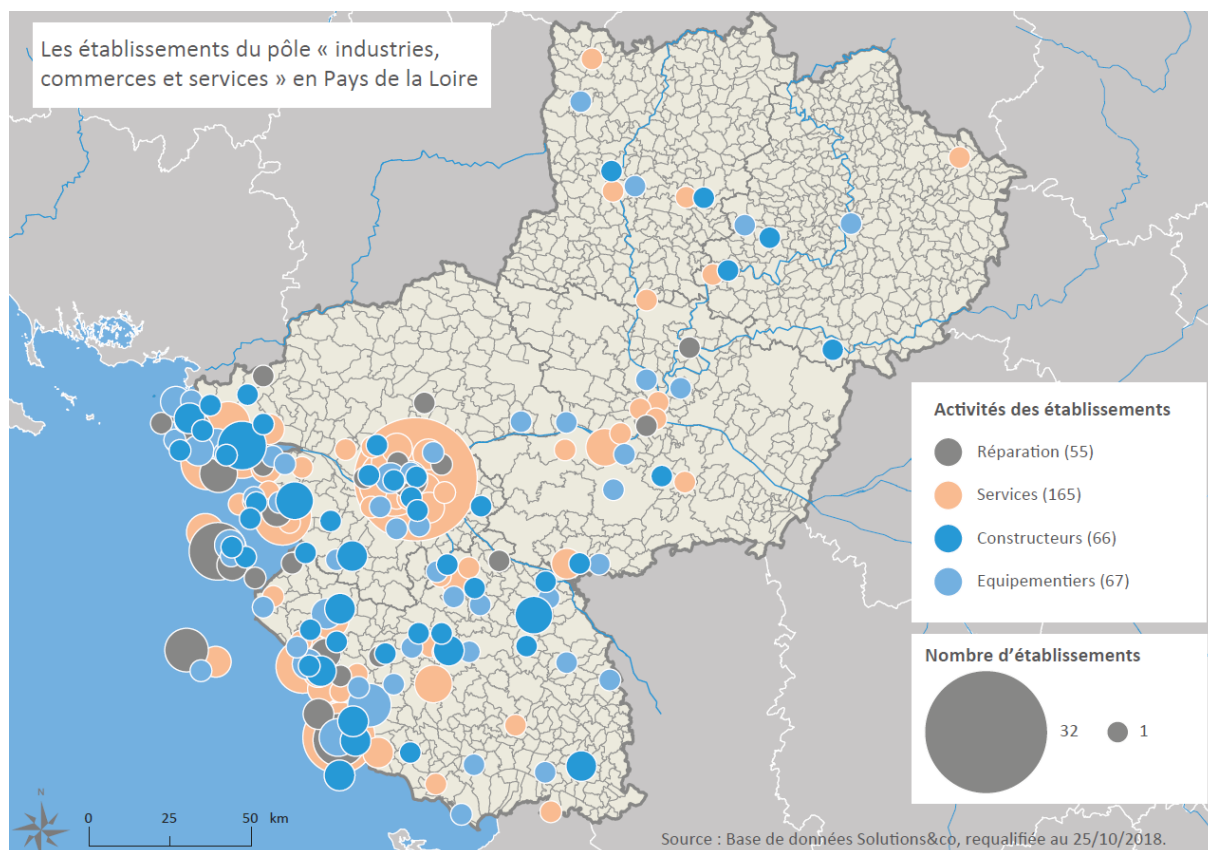 Les établissements du pôle « industries,
commerces et services » en Pays de la Loire
Activités des établissements
Réparation (55)
Services (165)
Constructeurs (66)
Equipementiers (67)
Nombre d’établissements
32
1
N
0 25 50 km
Source : Base de données Solutions&co, requalifiée au 25/10/2018.